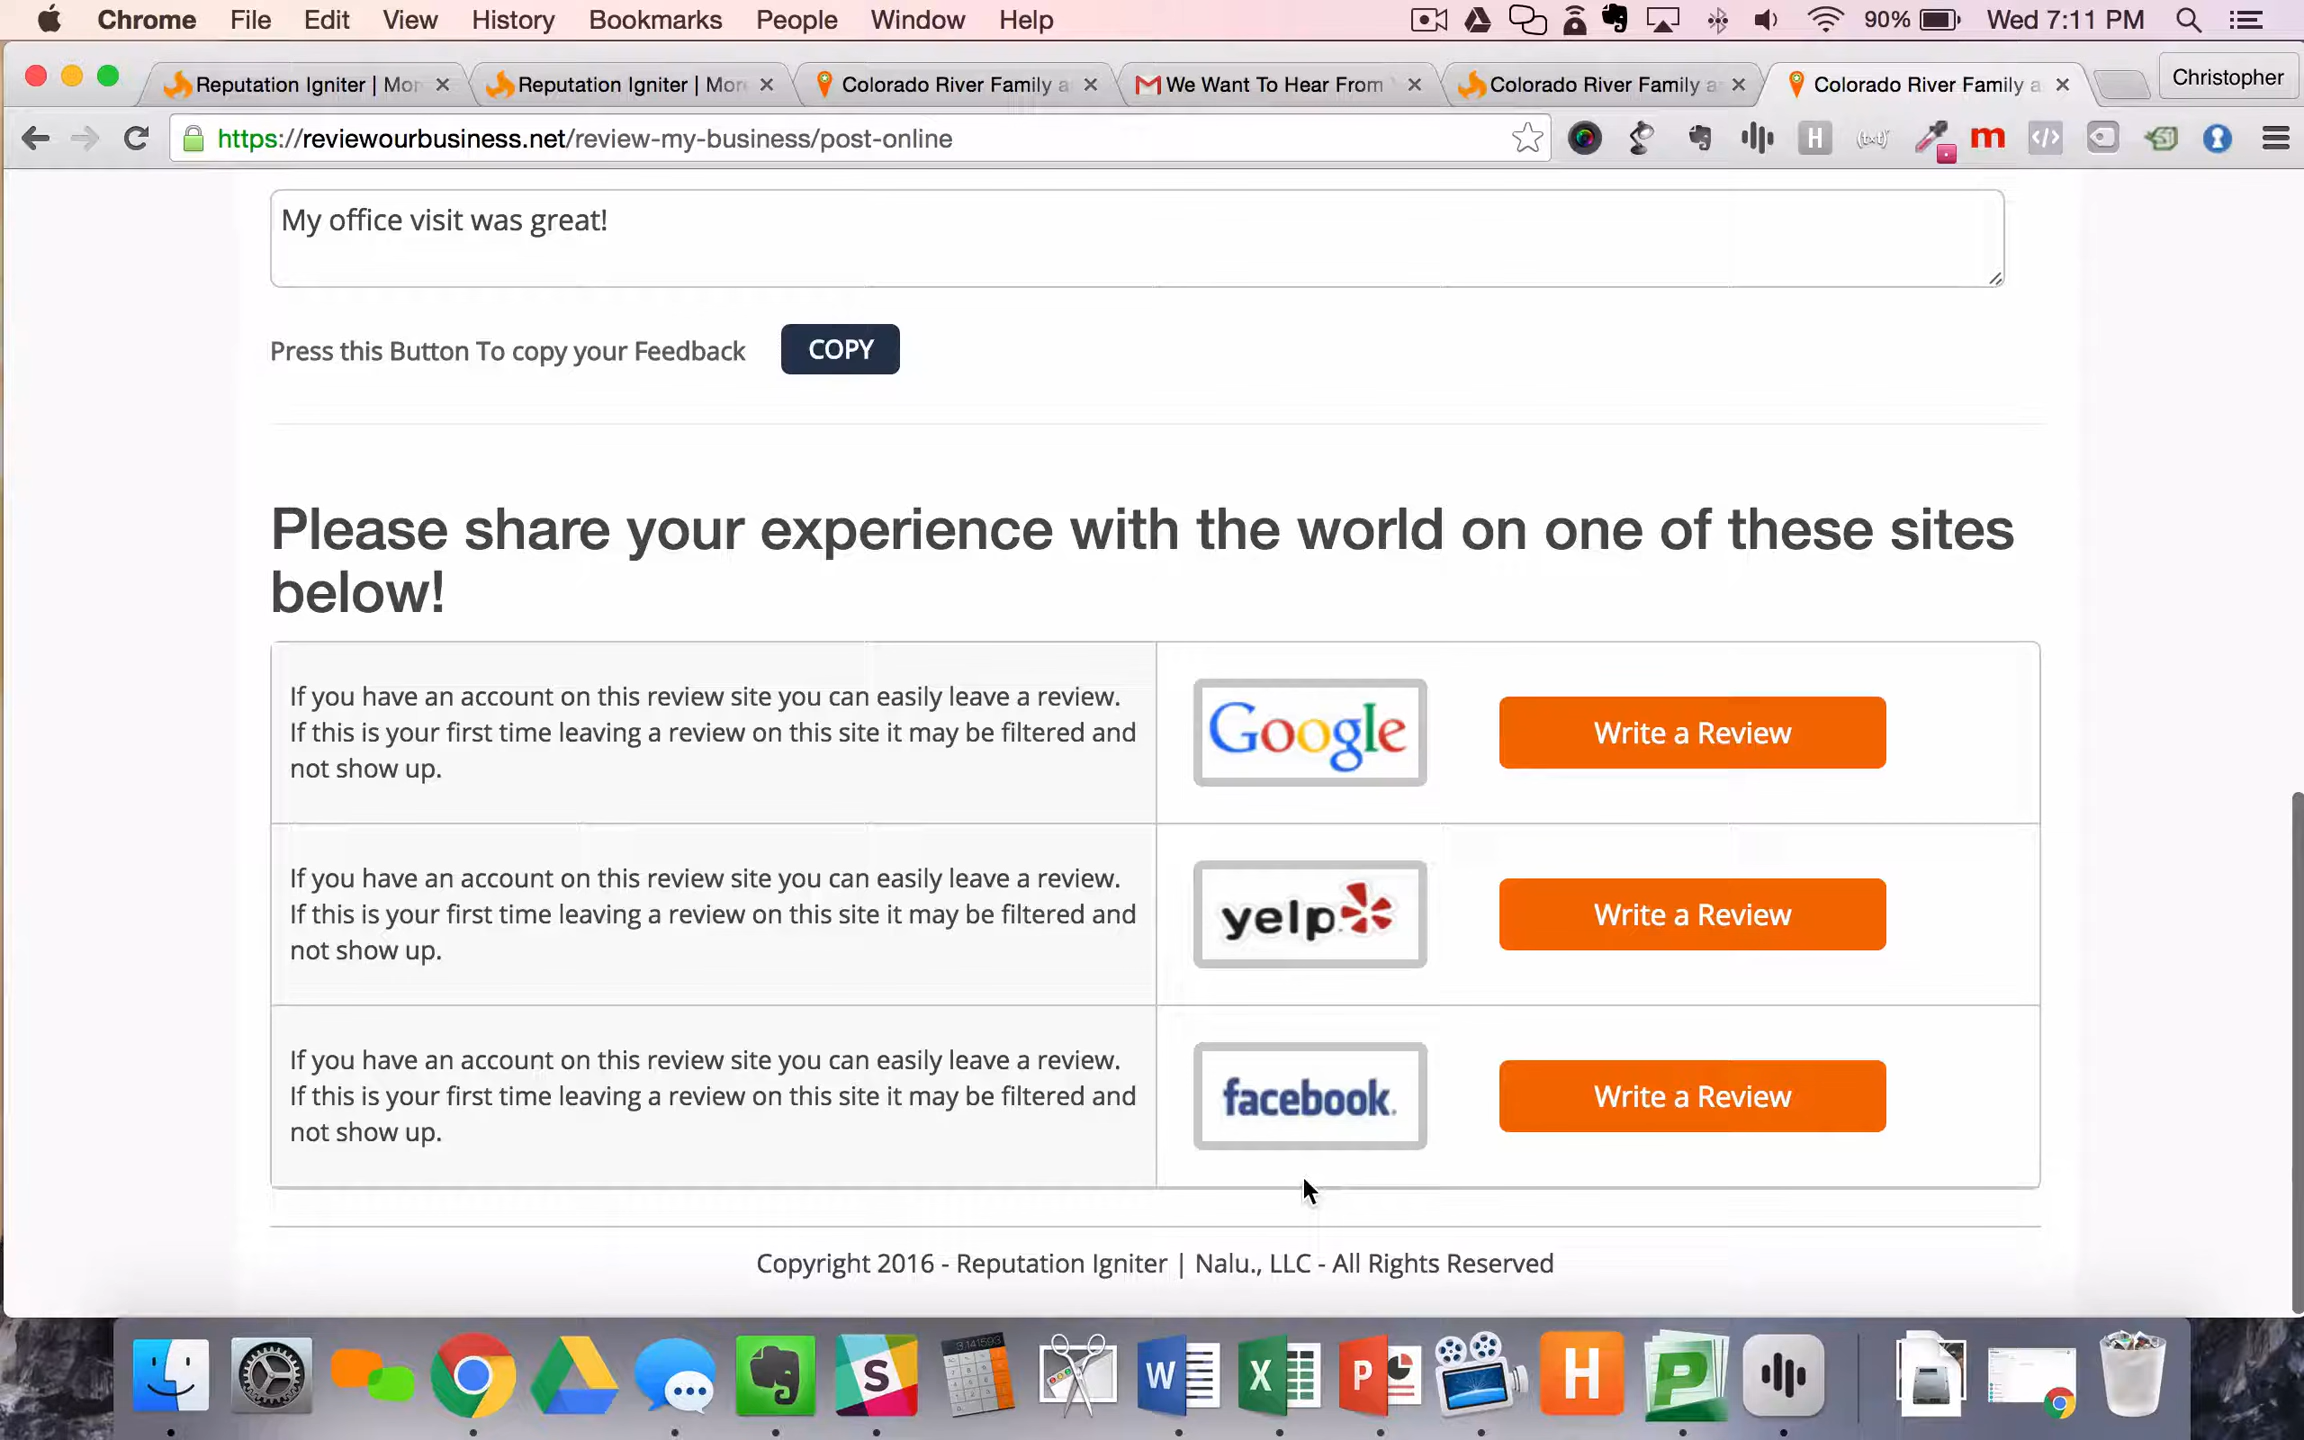 Chrome File Edit View History Bookmarks People Window Help 90% Wed 7:11 PM
Reputation Igniter | Mor Reputation Igniter | Mor Colorado River Family a We Want To Hear From Colorado River Family a Colorado River Family a Christopher
https://reviewourbusiness.net/review-my-business/post-online
My office visit was great!
Press this Button To copy your Feedback COPY
Please share your experience with the world on one of these sites
below!
If you have an account on this review site you can easily leave a review.
If this is your first time leaving a review on this site it may be filtered and
not show up.
Google Write a Review
If you have an account on this review site you can easily leave a review.
If this is your first time leaving a review on this site it may be filtered and
not show up.
yelp Write a Review
If you have an account on this review site you can easily leave a review.
If this is your first time leaving a review on this site it may be filtered and
not show up.
facebook. Write a Review
Copyright 2016 - Reputation Igniter | Nalu., LLC - All Rights Reserved